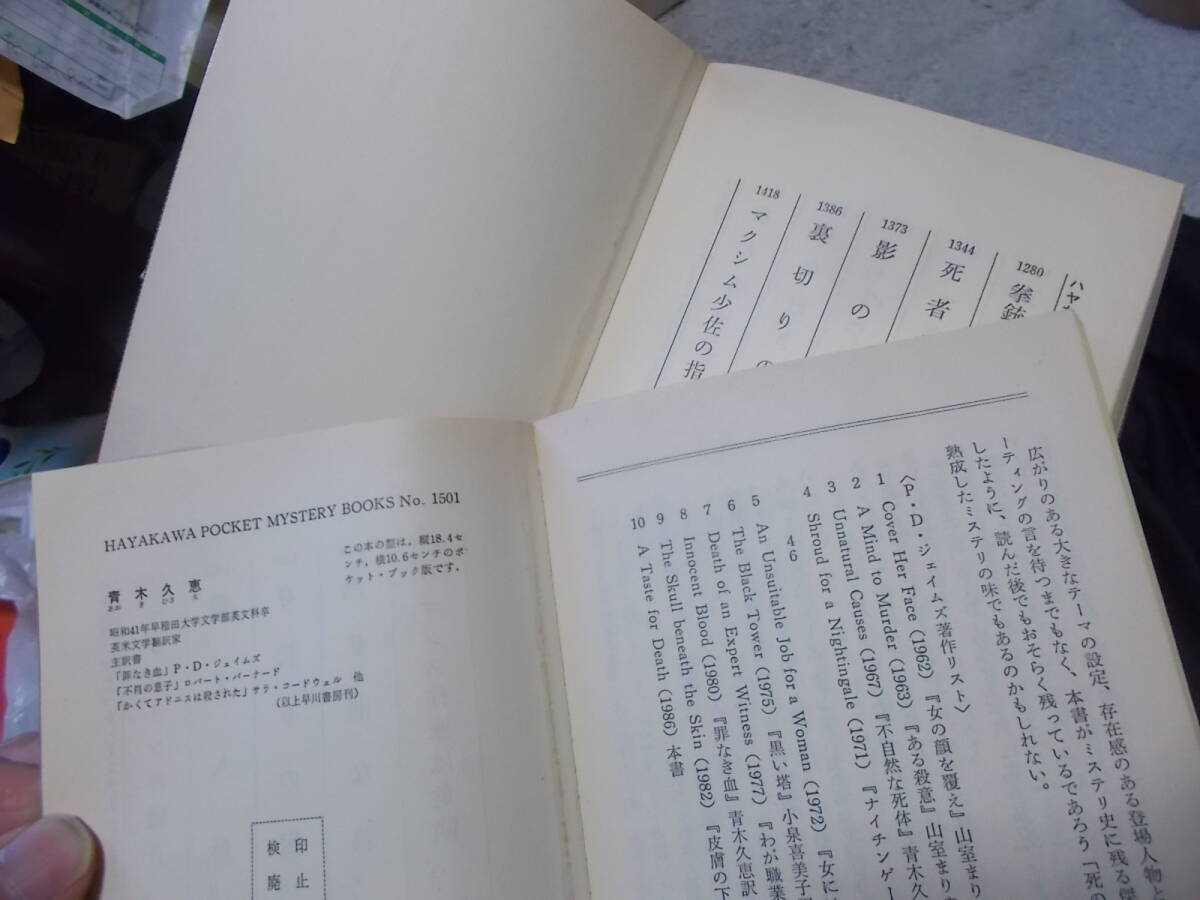 ハヤ
1280 拳銃
1344 死者
1373 影の
1386 裏切りの
1418 マクシム少佐の指
広がりのある大きなテーマの設定、存在感のある登場人物と
ーティングの言を待つまでもなく、本書がミステリ史に残る傑
したように、読んだ後でもおそらく残っているであろう「死の
熟成したミステリの味でもあるのかもしれない。
〈P・D・ジェイムズ著作リスト〉
1 Cover Her Face (1962) 『女の顔を覆え』山室まり
2 A Mind to Murder (1963) 『ある殺意』山室まり
3 Unnatural Causes (1967) 『不自然な死体』青木久
4 Shroud for a Nightingale (1971) 『ナイチンゲー
46
5 An Unsuitable Job for a Woman (1972) 『女には
6 The Black Tower (1975) 『黒い塔』小泉喜美子
7 Death of an Expert Witness (1977) 『わが職業
8 Innocent Blood (1980) 『罪なき血』青木久恵訳
9 The Skull beneath the Skin (1982) 『皮膚の下
10 A Taste for Death (1986) 本書
HAYAKAWA POCKET MYSTERY BOOKS No. 1501
この本の型は，縦18.4セ
ンチ，横10.6センチのポ
ケット・ブック版です．
青木久恵
あお き ひさ え
昭和41年早稲田大学文学部英文科卒
英米文学翻訳家
主訳書
「罪なき血」P・D・ジェイムズ
「不肖の息子」ロバート・バーナード
「かくてアドニスは殺された」サラ・コードウェル 他
（以上早川書房刊）
検印
廃止